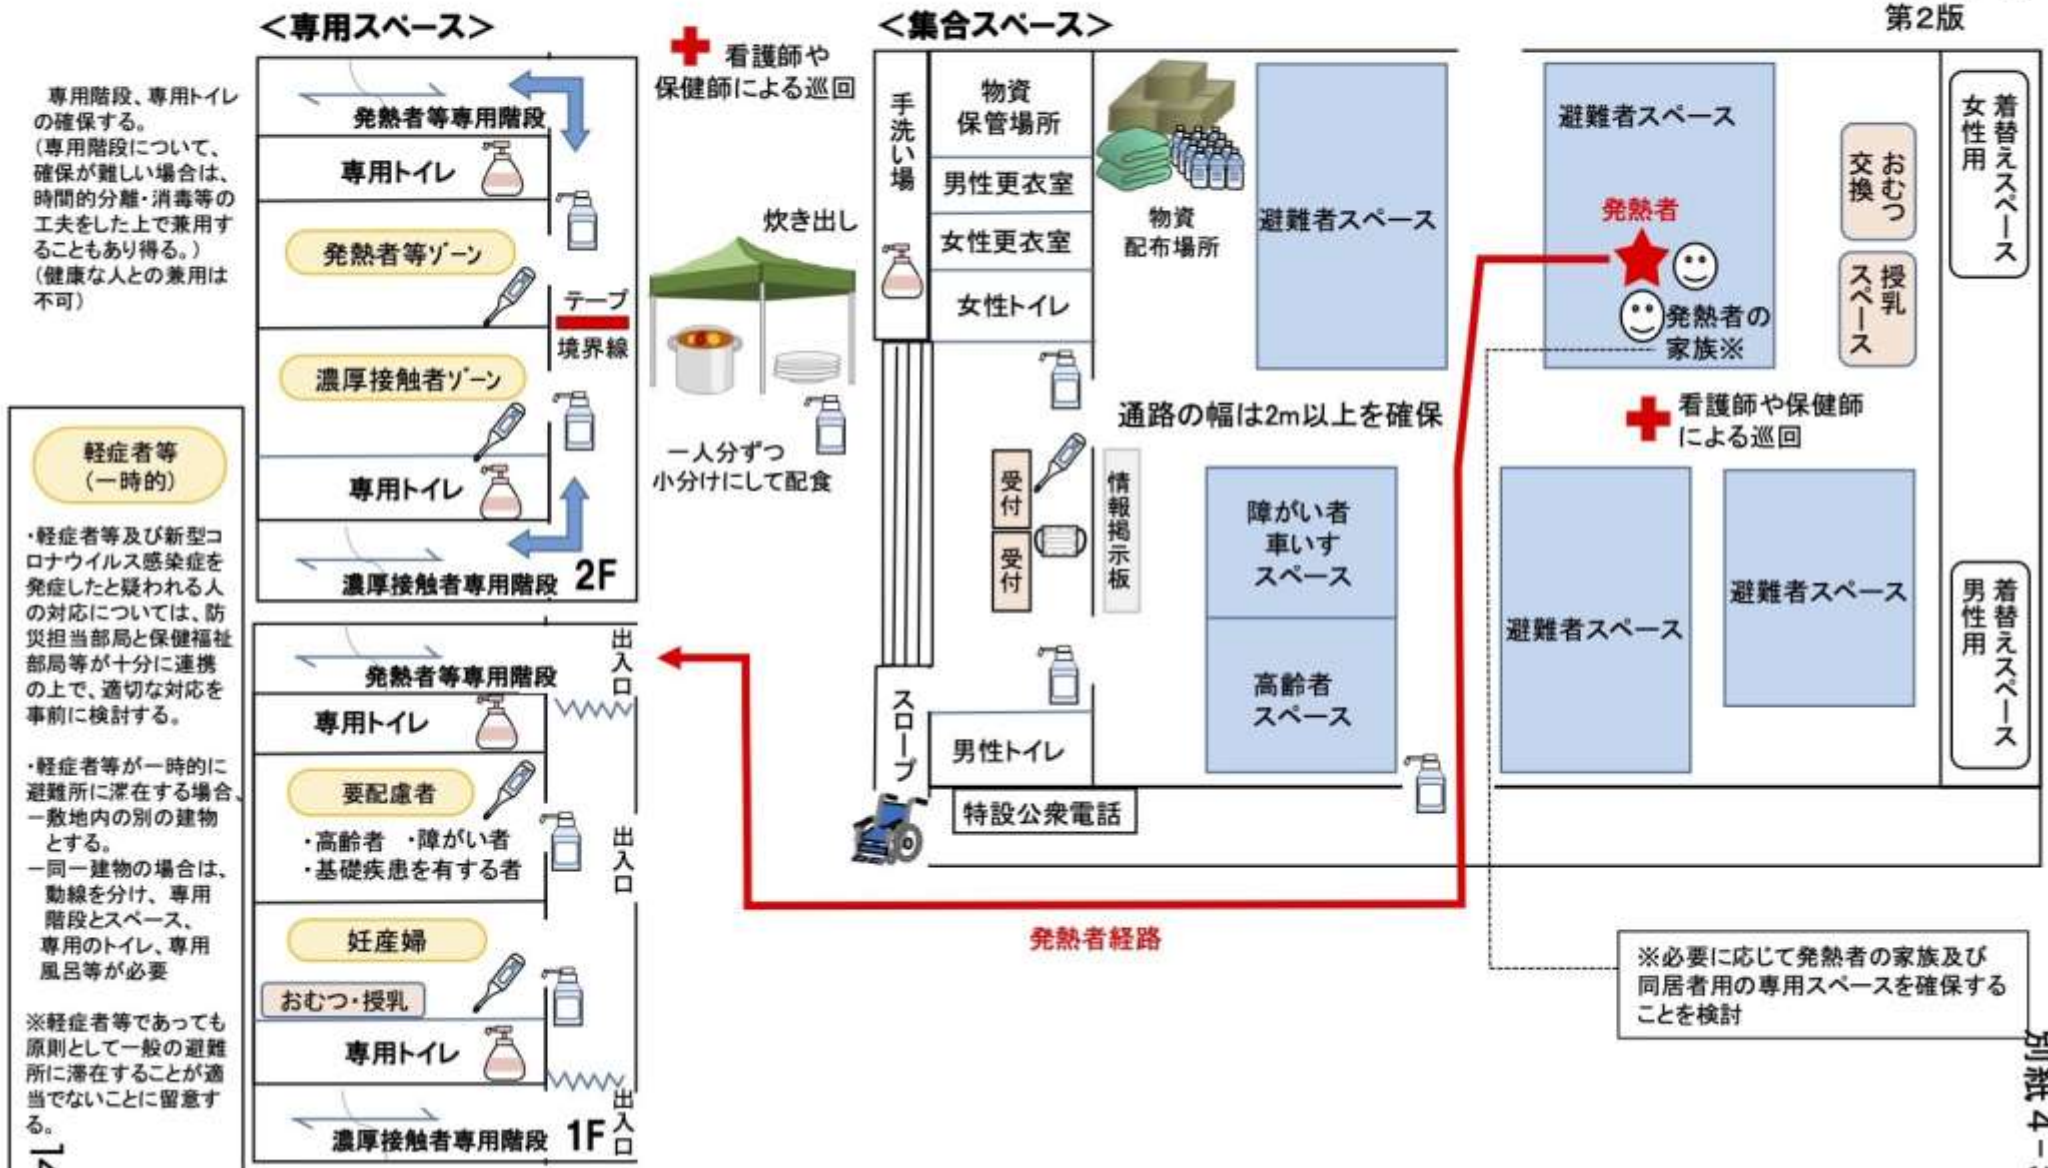 第2版
＜専用スペース＞
専用階段、専用トイレ
の確保する。
（専用階段について、
確保が難しい場合は、
時間的分離・消毒等の
工夫をした上で兼用す
ることもあり得る。）
（健康な人との兼用は
不可）
発熱者等専用階段
専用トイレ
発熱者等ゾーン
テープ
境界線
濃厚接触者ゾーン
専用トイレ
濃厚接触者専用階段
2F
軽症者等
（一時的）
・軽症者等及び新型コ
ロナウイルス感染症を
発症したと疑われる人
の対応については、防
災担当部局と保健福祉
部局等が十分に連携
の上で、適切な対応を
事前に検討する。
・軽症者等が一時的に
避難所に滞在する場合、
－敷地内の別の建物
とする。
－同一建物の場合は、
動線を分け、専用
階段とスペース、
専用のトイレ、専用
風呂等が必要
※軽症者等であっても
原則として一般の避難
所に滞在することが適
当でないことに留意す
る。
発熱者等専用階段
出入口
専用トイレ
要配慮者
・高齢者 ・障がい者
・基礎疾患を有する者
出入口
妊産婦
おむつ・授乳
専用トイレ
濃厚接触者専用階段
1F
出入口
看護師や
保健師による巡回
炊き出し
一人分ずつ
小分けにして配食
＜集合スペース＞
手洗い場
物資
保管場所
男性更衣室
女性更衣室
女性トイレ
物資
配布場所
避難者スペース
避難者スペース
発熱者
発熱者の
家族※
おむつ
交換
授乳
スペース
着替えスペース
女性用
通路の幅は2m以上を確保
看護師や保健師
による巡回
受付
受付
情報掲示板
障がい者
車いす
スペース
高齢者
スペース
避難者スペース
避難者スペース
着替えスペース
男性用
スロープ
男性トイレ
特設公衆電話
発熱者経路
※必要に応じて発熱者の家族及び
同居者用の専用スペースを確保する
ことを検討
別紙4-